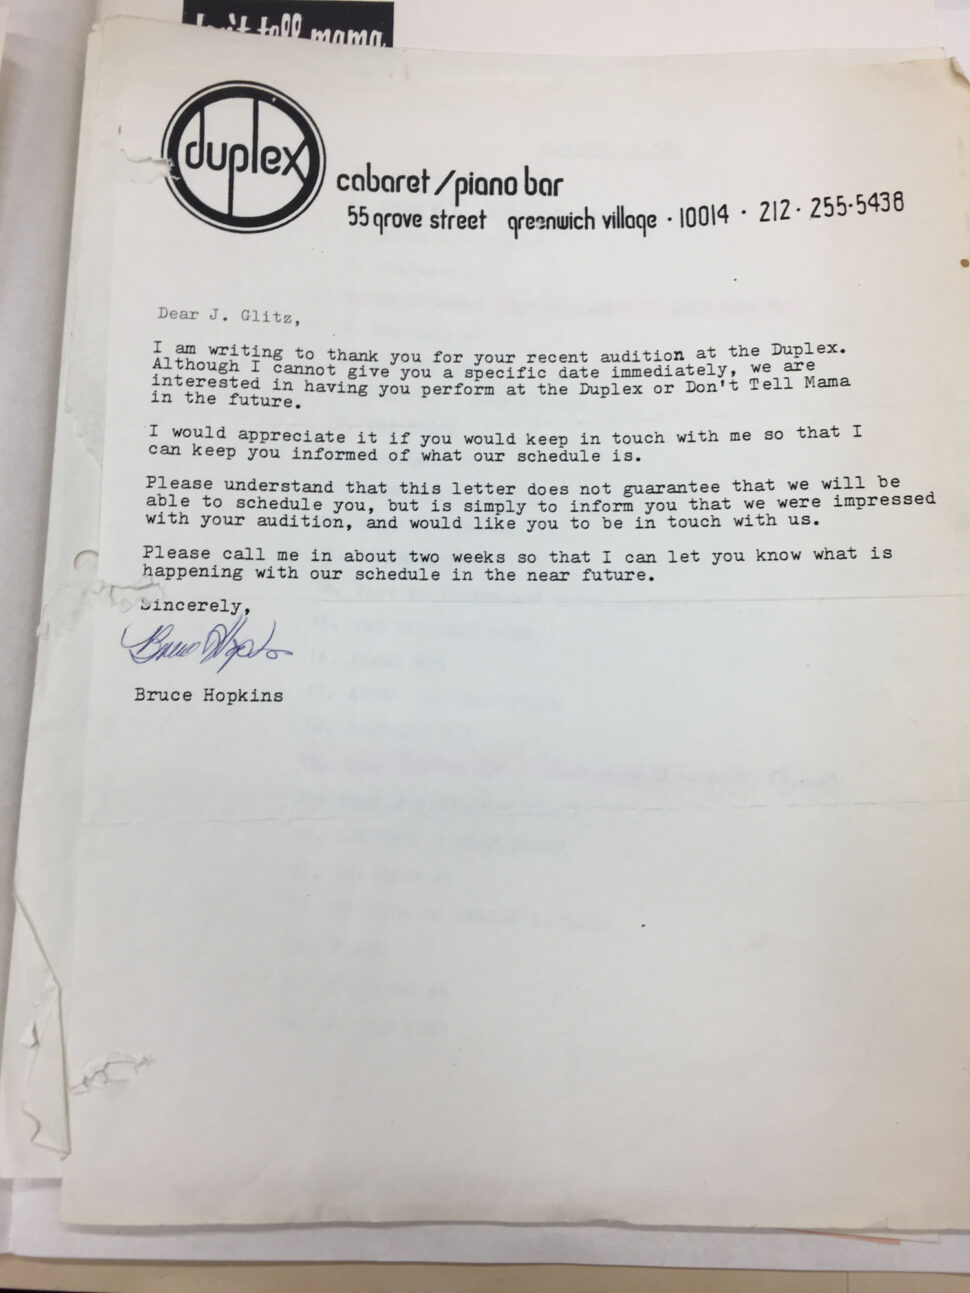 don't tell mama
duplex
cabaret/piano bar
55 grove street greenwich village · 10014 · 212 · 255·5438
Dear J. Glitz,
I am writing to thank you for your recent audition at the Duplex.
Although I cannot give you a specific date immediately, we are
interested in having you perform at the Duplex or Don't Tell Mama
in the future.
I would appreciate it if you would keep in touch with me so that I
can keep you informed of what our schedule is.
Please understand that this letter does not guarantee that we will be
able to schedule you, but is simply to inform you that we were impressed
with your audition, and would like you to be in touch with us.
Please call me in about two weeks so that I can let you know what is
happening with our schedule in the near future.
Sincerely,
Bruce Hopkins
Bruce Hopkins